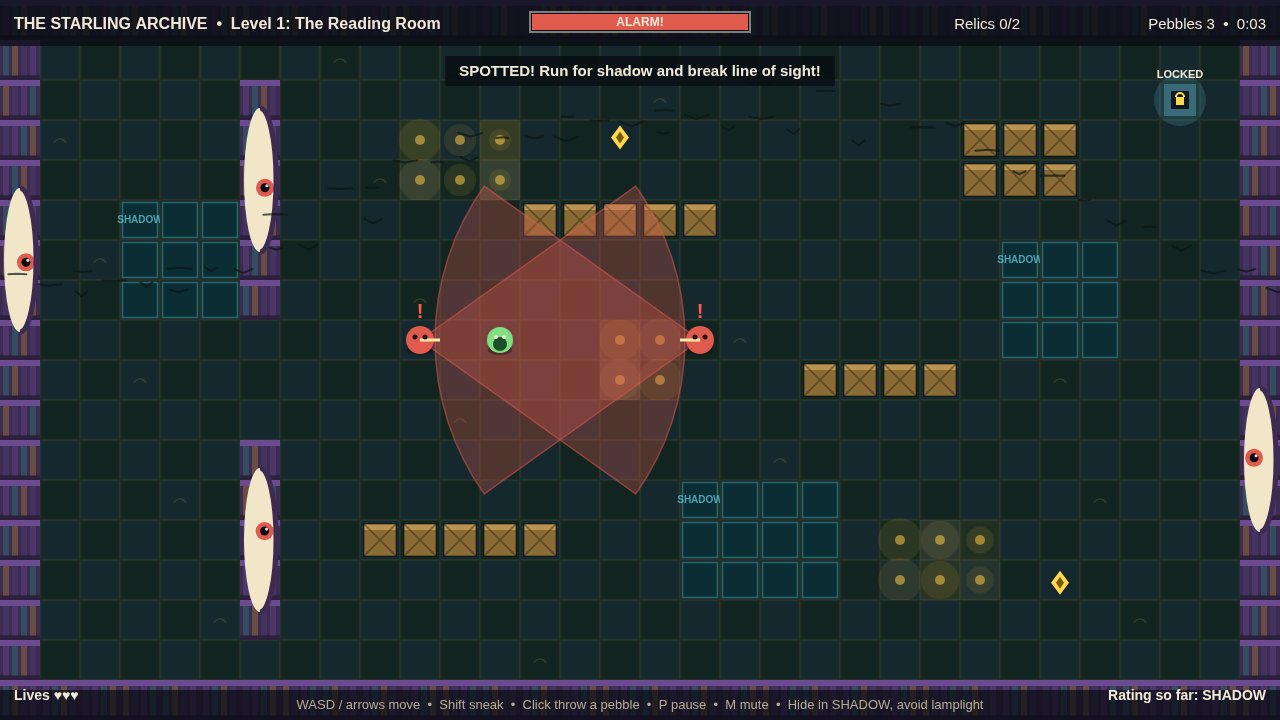 THE STARLING ARCHIVE • Level 1: The Reading Room
ALARM!
Relics 0/2
Pebbles 3 • 0:03
SPOTTED! Run for shadow and break line of sight!
LOCKED
SHADOW
SHADOW
!
!
SHADOW
Lives ♥♥♥
WASD / arrows move • Shift sneak • Click throw a pebble • P pause • M mute • Hide in SHADOW, avoid lamplight
Rating so far: SHADOW